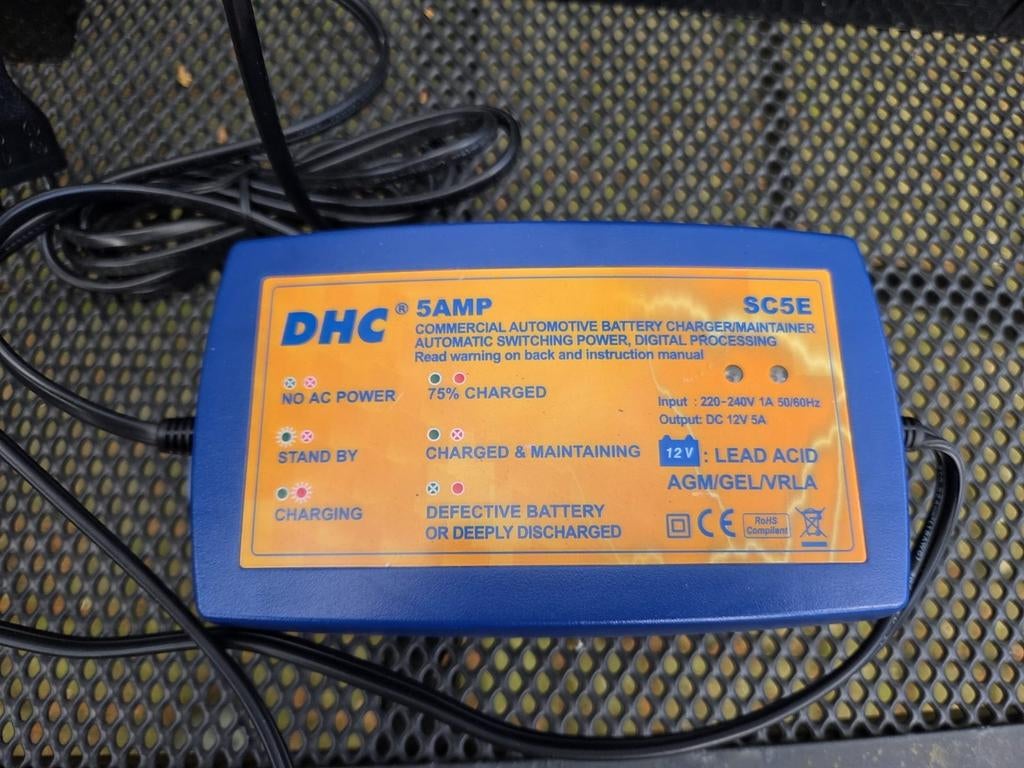 DHC® 5AMP SC5E
COMMERCIAL AUTOMOTIVE BATTERY CHARGER/MAINTAINER
AUTOMATIC SWITCHING POWER, DIGITAL PROCESSING
Read warning on back and instruction manual
NO AC POWER
STAND BY
CHARGING
75% CHARGED
CHARGED & MAINTAINING
DEFECTIVE BATTERY
OR DEEPLY DISCHARGED
Input : 220-240V 1A 50/60Hz
Output: DC 12V 5A
12 V : LEAD ACID
AGM/GEL/VRLA
CE RoHS
Compliant